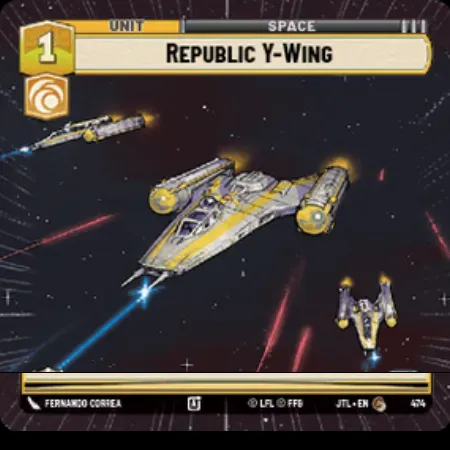 UNIT SPACE
1 REPUBLIC Y-WING
FERNANDO CORREA Ⓒ LFL Ⓟ FFG JTL • EN 474